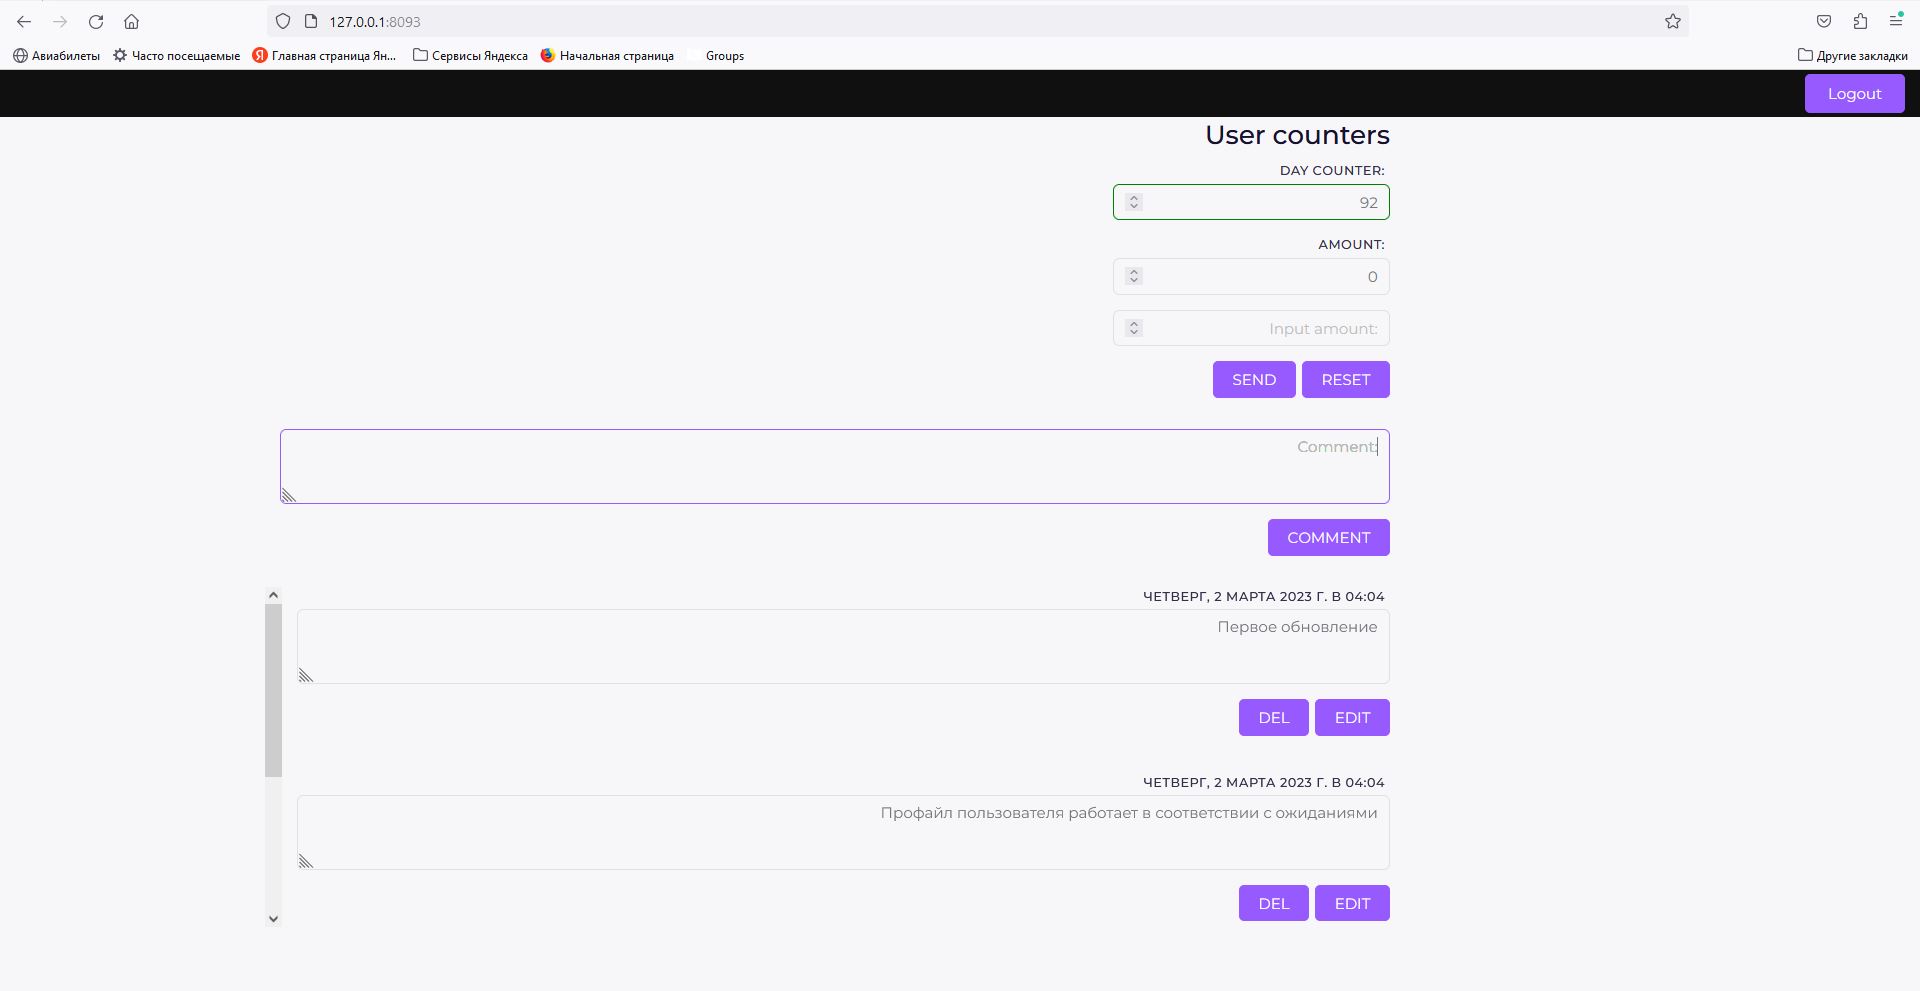 127.0.0.1:8093
Авиабилеты Часто посещаемые Главная страница Ян... Сервисы Яндекса Начальная страница Groups Другие закладки
Logout
User counters
DAY COUNTER:
92
AMOUNT:
0
Input amount:
SEND RESET
Comment:
COMMENT
ЧЕТВЕРГ, 2 МАРТА 2023 Г. В 04:04
Первое обновление
DEL EDIT
ЧЕТВЕРГ, 2 МАРТА 2023 Г. В 04:04
Профайл пользователя работает в соответствии с ожиданиями
DEL EDIT